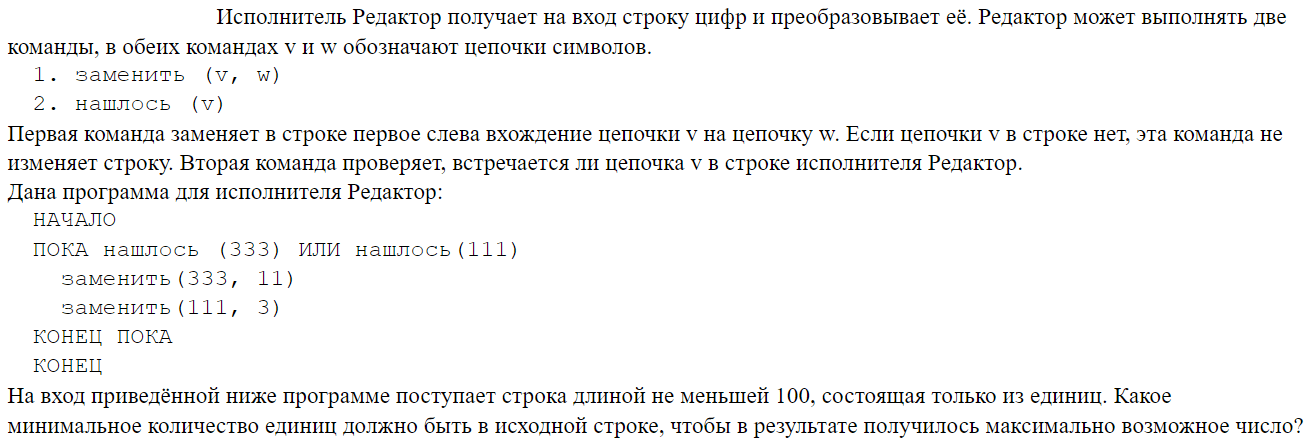 Исполнитель Редактор получает на вход строку цифр и преобразовывает её. Редактор может выполнять две
команды, в обеих командах v и w обозначают цепочки символов.
1. заменить (v, w)
2. нашлось (v)
Первая команда заменяет в строке первое слева вхождение цепочки v на цепочку w. Если цепочки v в строке нет, эта команда не
изменяет строку. Вторая команда проверяет, встречается ли цепочка v в строке исполнителя Редактор.
Дана программа для исполнителя Редактор:
НАЧАЛО
ПОКА нашлось (333) ИЛИ нашлось(111)
заменить(333, 11)
заменить(111, 3)
КОНЕЦ ПОКА
КОНЕЦ
На вход приведённой ниже программе поступает строка длиной не меньшей 100, состоящая только из единиц. Какое
минимальное количество единиц должно быть в исходной строке, чтобы в результате получилось максимально возможное число?